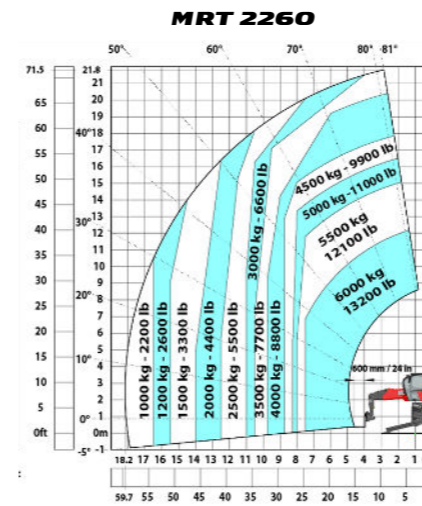 MRT 2260
50° 60° 70° 80° 81°
71.5 21.8
21
65 20
19
60 18
40° 17
55 16
15
50 14
30° 13
45 12
40 11
10
35 9
30 8
20° 7
25 6
20 5
10° 4
15 3
10 2
5 0° 1
0ft 0m
-5° -1
1000 kg - 2200 lb
1200 kg - 2600 lb
1500 kg - 3300 lb
2000 kg - 4400 lb
2500 kg - 5500 lb
3000 kg - 6600 lb
3500 kg - 7700 lb
4000 kg - 8800 lb
4500 kg - 9900 lb
5000 kg -11000 lb
5500 kg
12100 lb
6000 kg
13200 lb
600 mm / 24 in
18.2 17 16 15 14 13 12 11 10 9 8 7 6 5 4 3 2 1
:
59.7 55 50 45 40 35 30 25 20 15 10 5